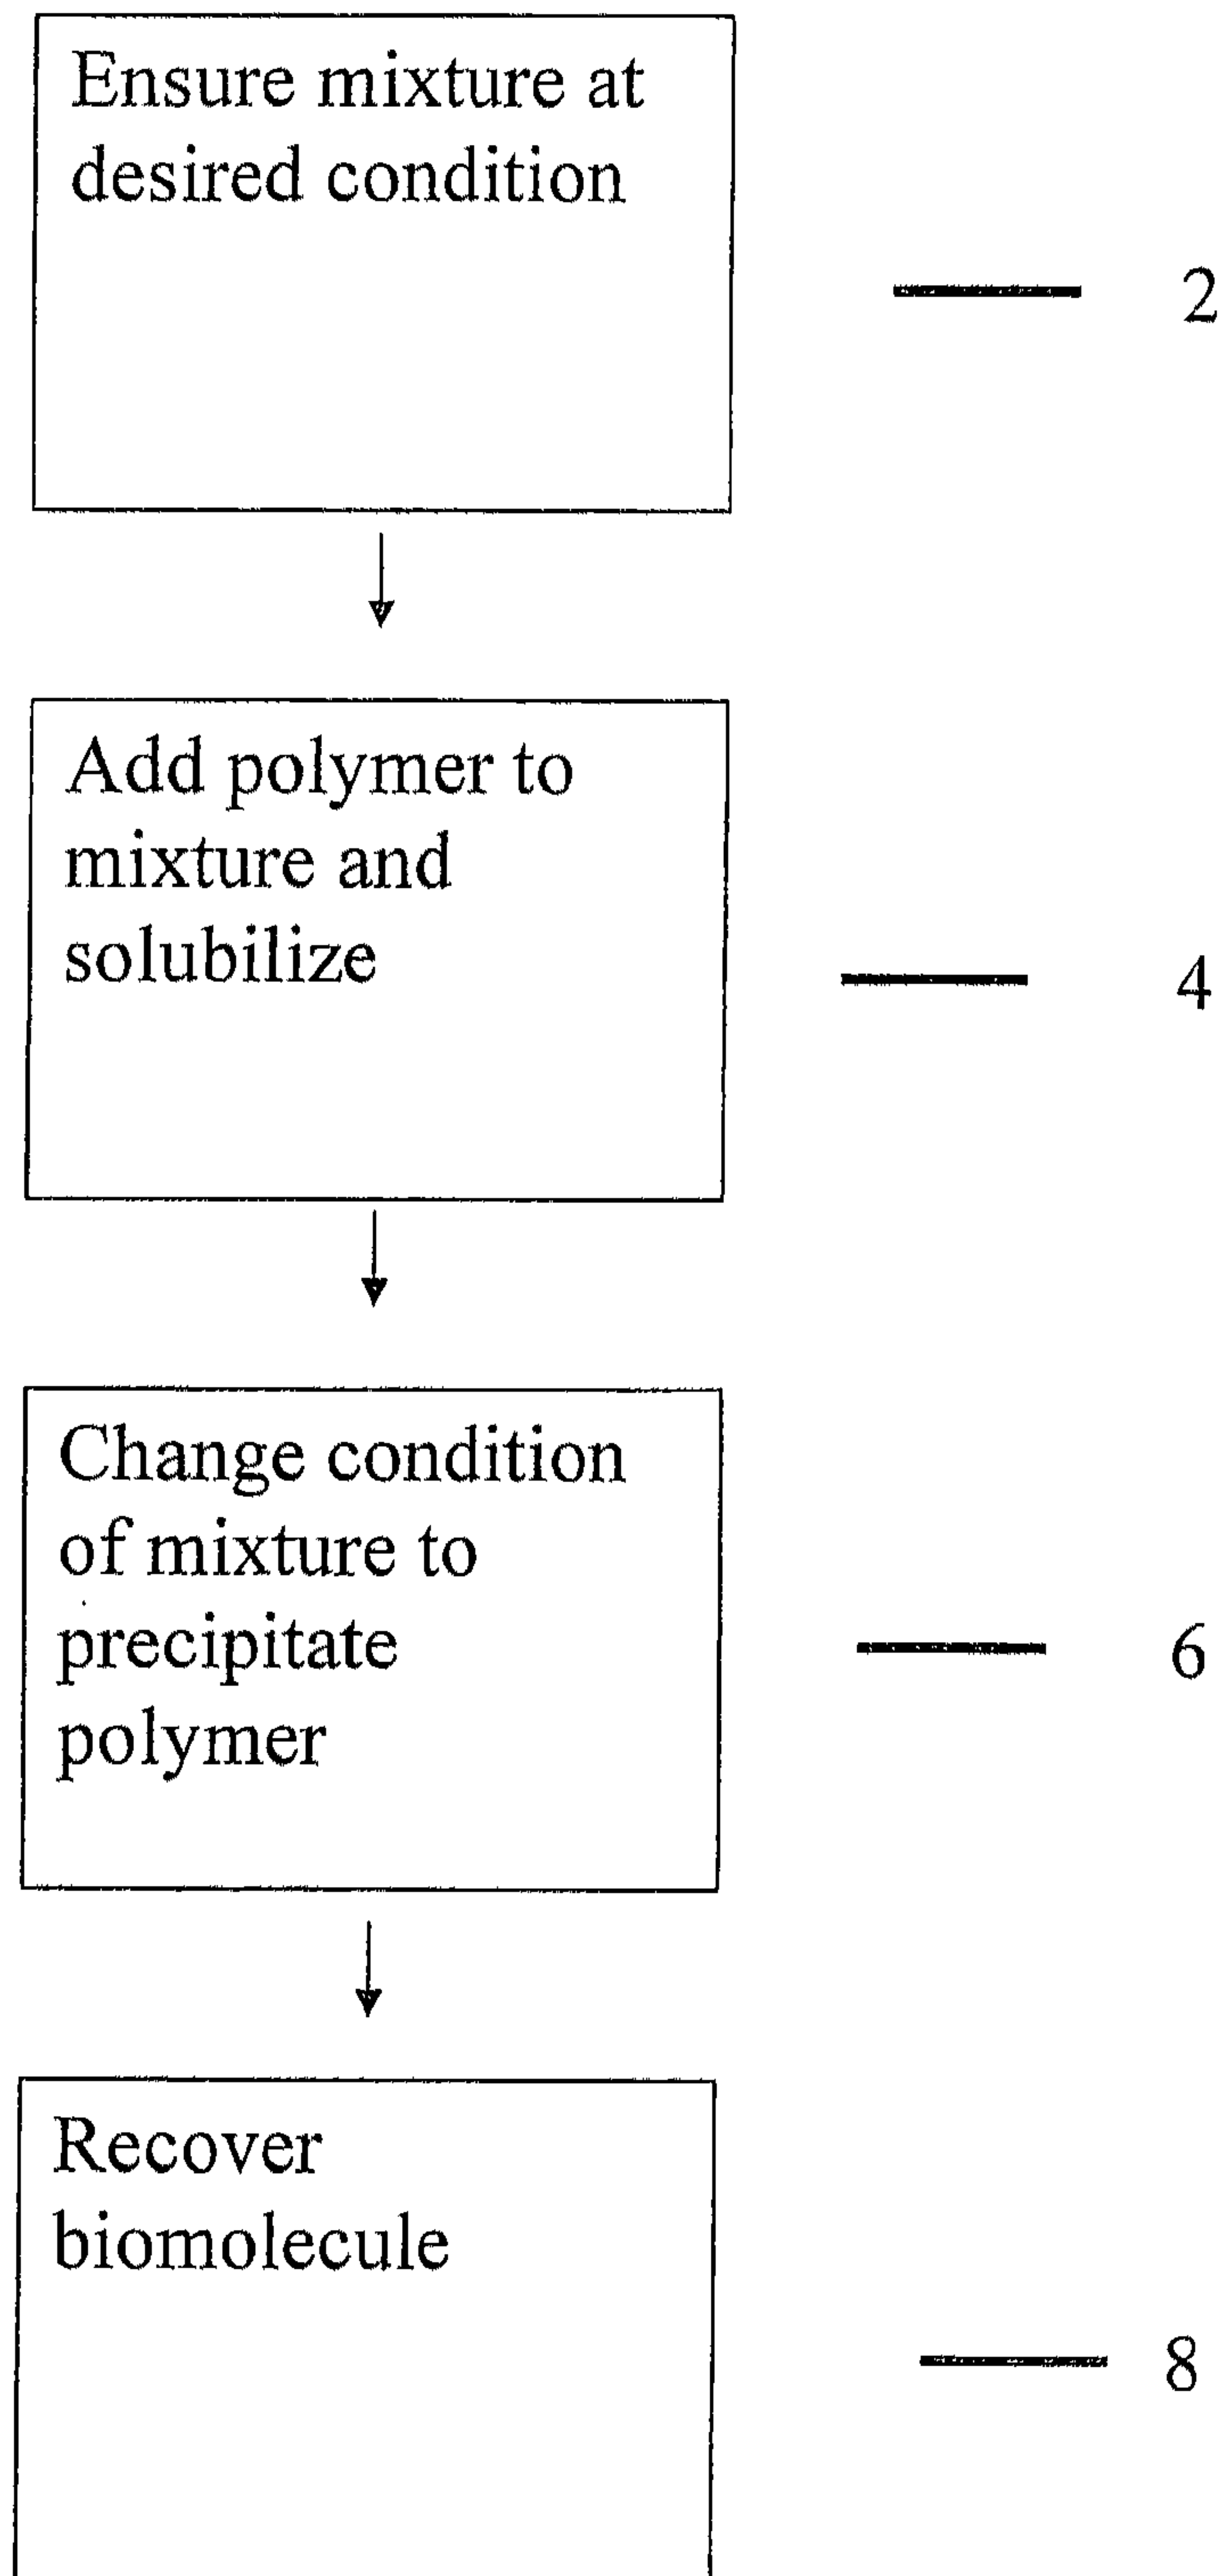 Ensure mixture at
desired condition
2
Add polymer to
mixture and
solubilize
4
Change condition
of mixture to
precipitate
polymer
6
Recover
biomolecule
8